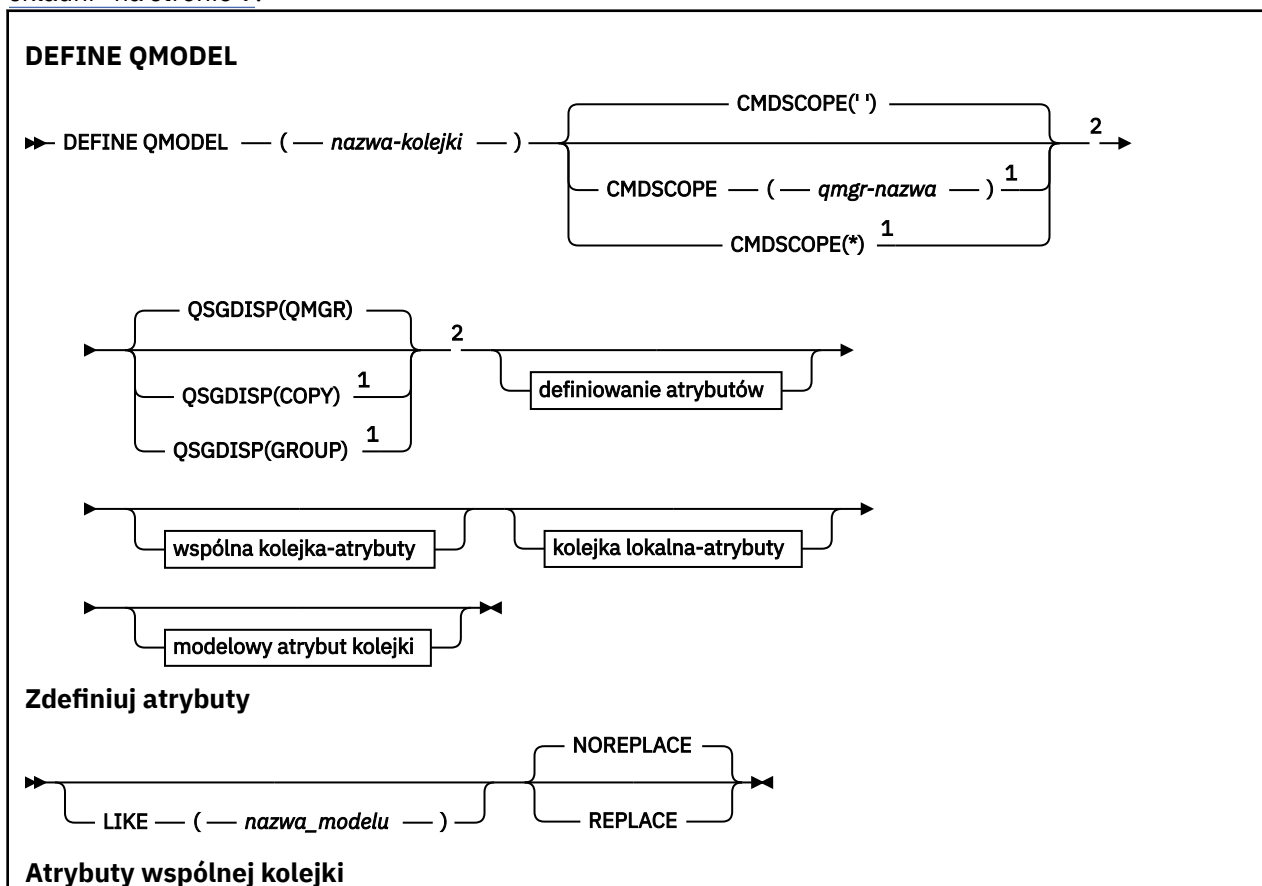 DEFINE QMODEL
CMDSCOPE(' ')
DEFINE QMODEL ( nazwa-kolejki ) 2
CMDSCOPE ( qmgr-nazwa ) 1
CMDSCOPE(*) 1
QSGDISP(QMGR)
2
QSGDISP(COPY) 1
definiowanie atrybutów
QSGDISP(GROUP) 1
wspólna kolejka-atrybuty kolejka lokalna-atrybuty
modelowy atrybut kolejki
Zdefiniuj atrybuty
NOREPLACE
LIKE ( nazwa_modelu ) REPLACE
Atrybuty wspólnej kolejki